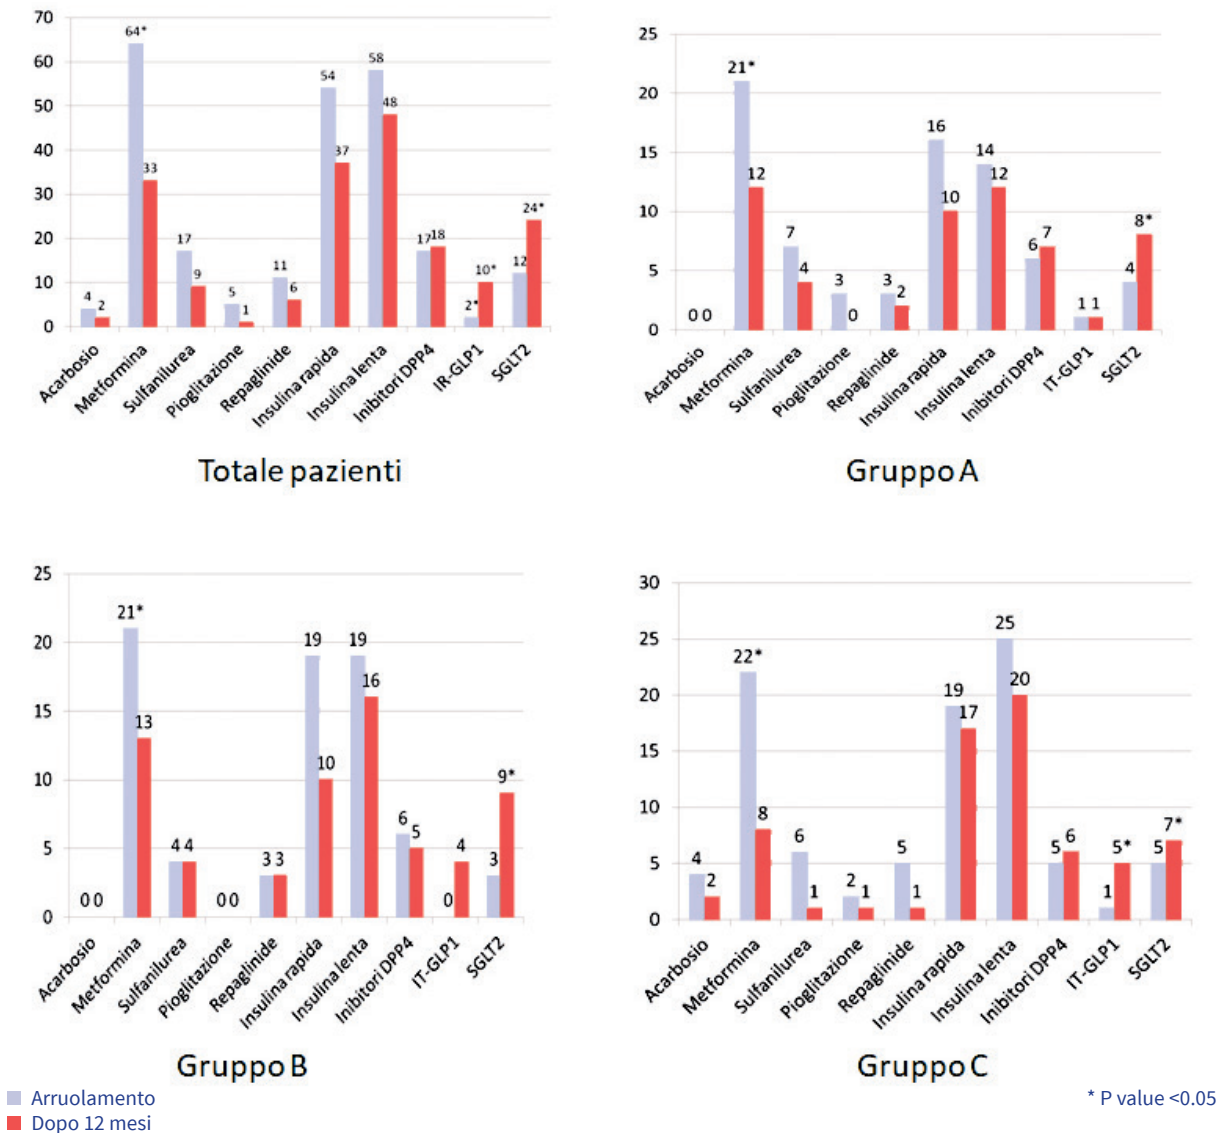 70
60
50
40
30
20
10
0
64*
33
4
2
17
9
5
1
11
6
54
37
58
48
17 18
2*
10*
12
24*
Acarbosio
Metformina
Sulfanilurea
Pioglitazione
Repaglinide
Insulina rapida
Insulina lenta
Inibitori DPP4
IR-GLP1
SGLT2
Totale pazienti
25
20
15
10
5
0
0 0
21*
12
7
4
3
0
3
2
16
10
14
12
6
7
1 1
4
8*
Acarbosio
Metformina
Sulfanilurea
Pioglitazione
Repaglinide
Insulina rapida
Insulina lenta
Inibitori DPP4
IT-GLP1
SGLT2
Gruppo A
25
20
15
10
5
0
0 0
21*
13
4 4
0 0
3 3
19
10
19
16
6
5
0
4
3
9*
Acarbosio
Metformina
Sulfanilurea
Pioglitazione
Repaglinide
Insulina rapida
Insulina lenta
Inibitori DPP4
IT-GLP1
SGLT2
Gruppo B
30
25
20
15
10
5
0
4
2
22*
8
6
1
2
1
5
1
19
17
25
20
5
6
1
5*
5
7*
Acarbosio
Metformina
Sulfanilurea
Pioglitazione
Repaglinide
Insulina rapida
Insulina lenta
Inibitori DPP4
IT-GLP1
SGLT2
Gruppo C
Arruolamento
Dopo 12 mesi
* P value <0.05